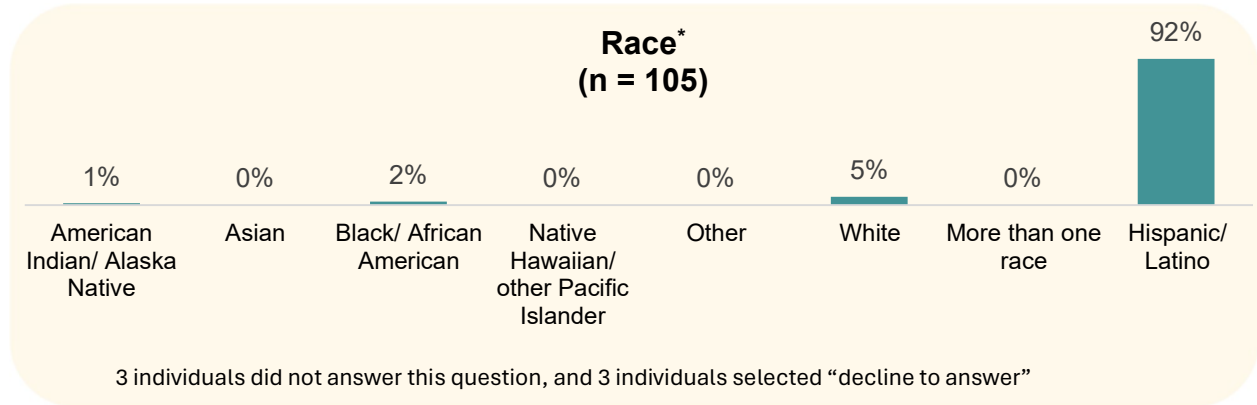 Race*
(n = 105)
1%
0%
2%
0%
0%
5%
0%
92%
American
Indian/ Alaska
Native
Asian
Black/ African
American
Native
Hawaiian/
other Pacific
Islander
Other
White
More than one
race
Hispanic/
Latino
3 individuals did not answer this question, and 3 individuals selected “decline to answer”